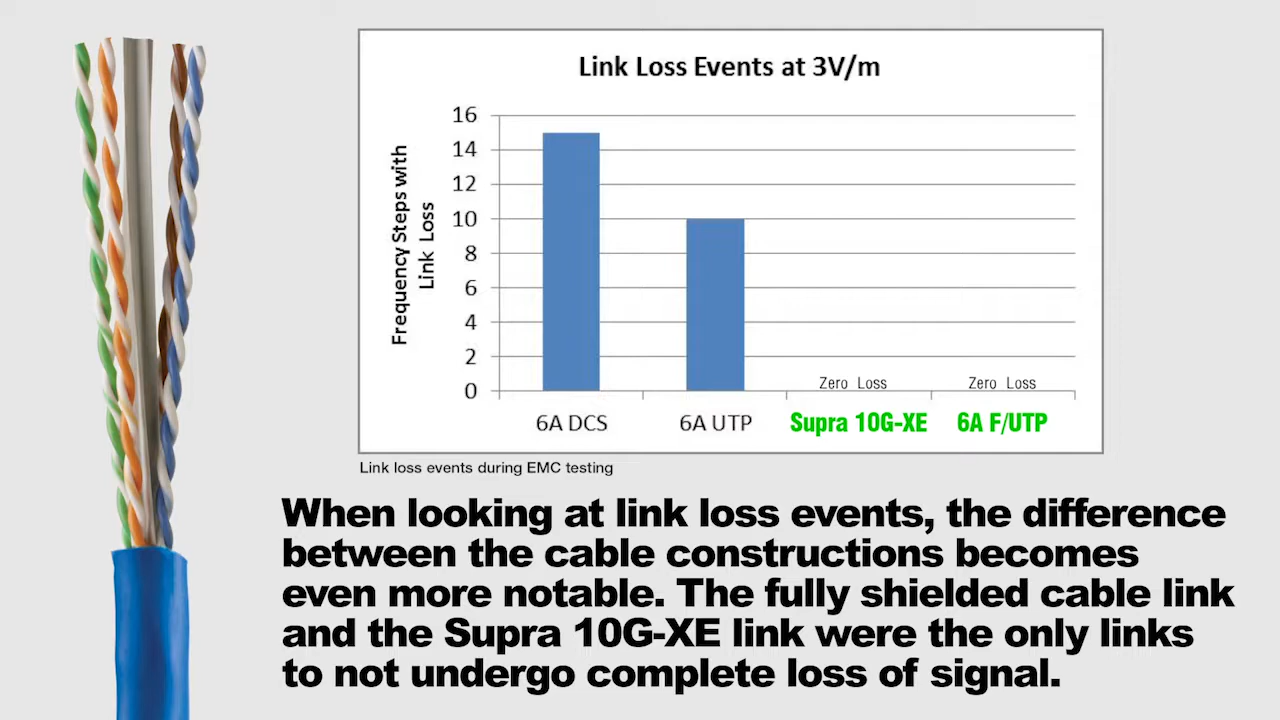 Link Loss Events at 3V/m
Frequency Steps with
Link Loss
16
14
12
10
8
6
4
2
0
Zero Loss
Zero Loss
6A DCS
6A UTP
Supra 10G-XE
6A F/UTP
Link loss events during EMC testing
When looking at link loss events, the difference
between the cable constructions becomes
even more notable. The fully shielded cable link
and the Supra 10G-XE link were the only links
to not undergo complete loss of signal.